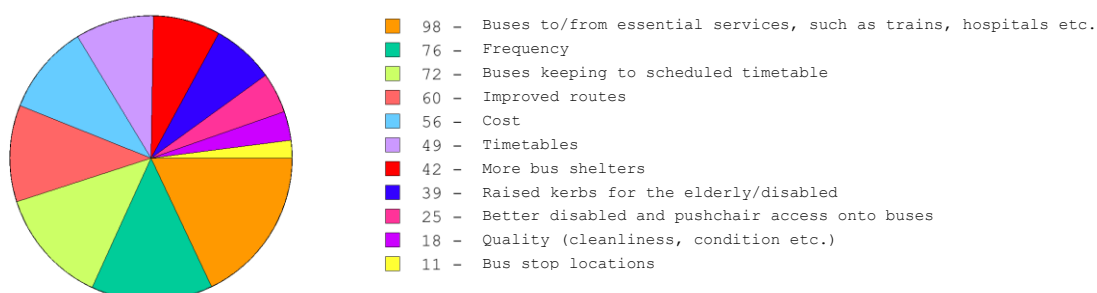 98 - Buses to/from essential services, such as trains, hospitals etc.
76 - Frequency
72 - Buses keeping to scheduled timetable
60 - Improved routes
56 - Cost
49 - Timetables
42 - More bus shelters
39 - Raised kerbs for the elderly/disabled
25 - Better disabled and pushchair access onto buses
18 - Quality (cleanliness, condition etc.)
11 - Bus stop locations